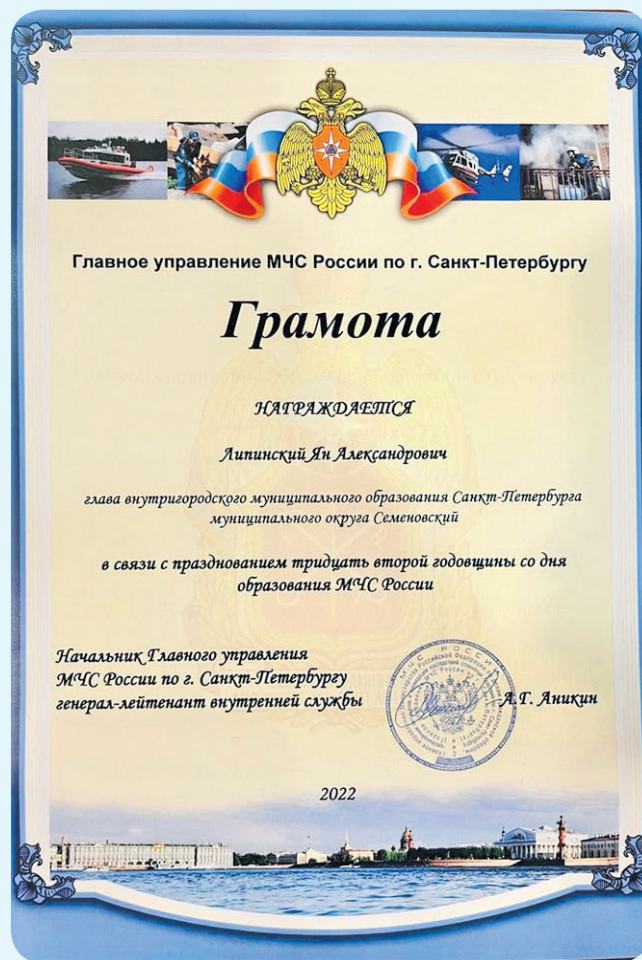 Главное управление МЧС России по г. Санкт-Петербургу
Грамота
НАГРАЖДАЕТСЯ
Липинский Ян Александрович
глава внутригородского муниципального образования Санкт-Петербурга
муниципального округа Семеновский
в связи с празднованием тридцать второй годовщины со дня
образования МЧС России
Начальник Главного управления
МЧС России по г. Санкт-Петербургу
генерал-лейтенант внутренней службы
А.Г. Аникин
МЧС РОССИИ
2022